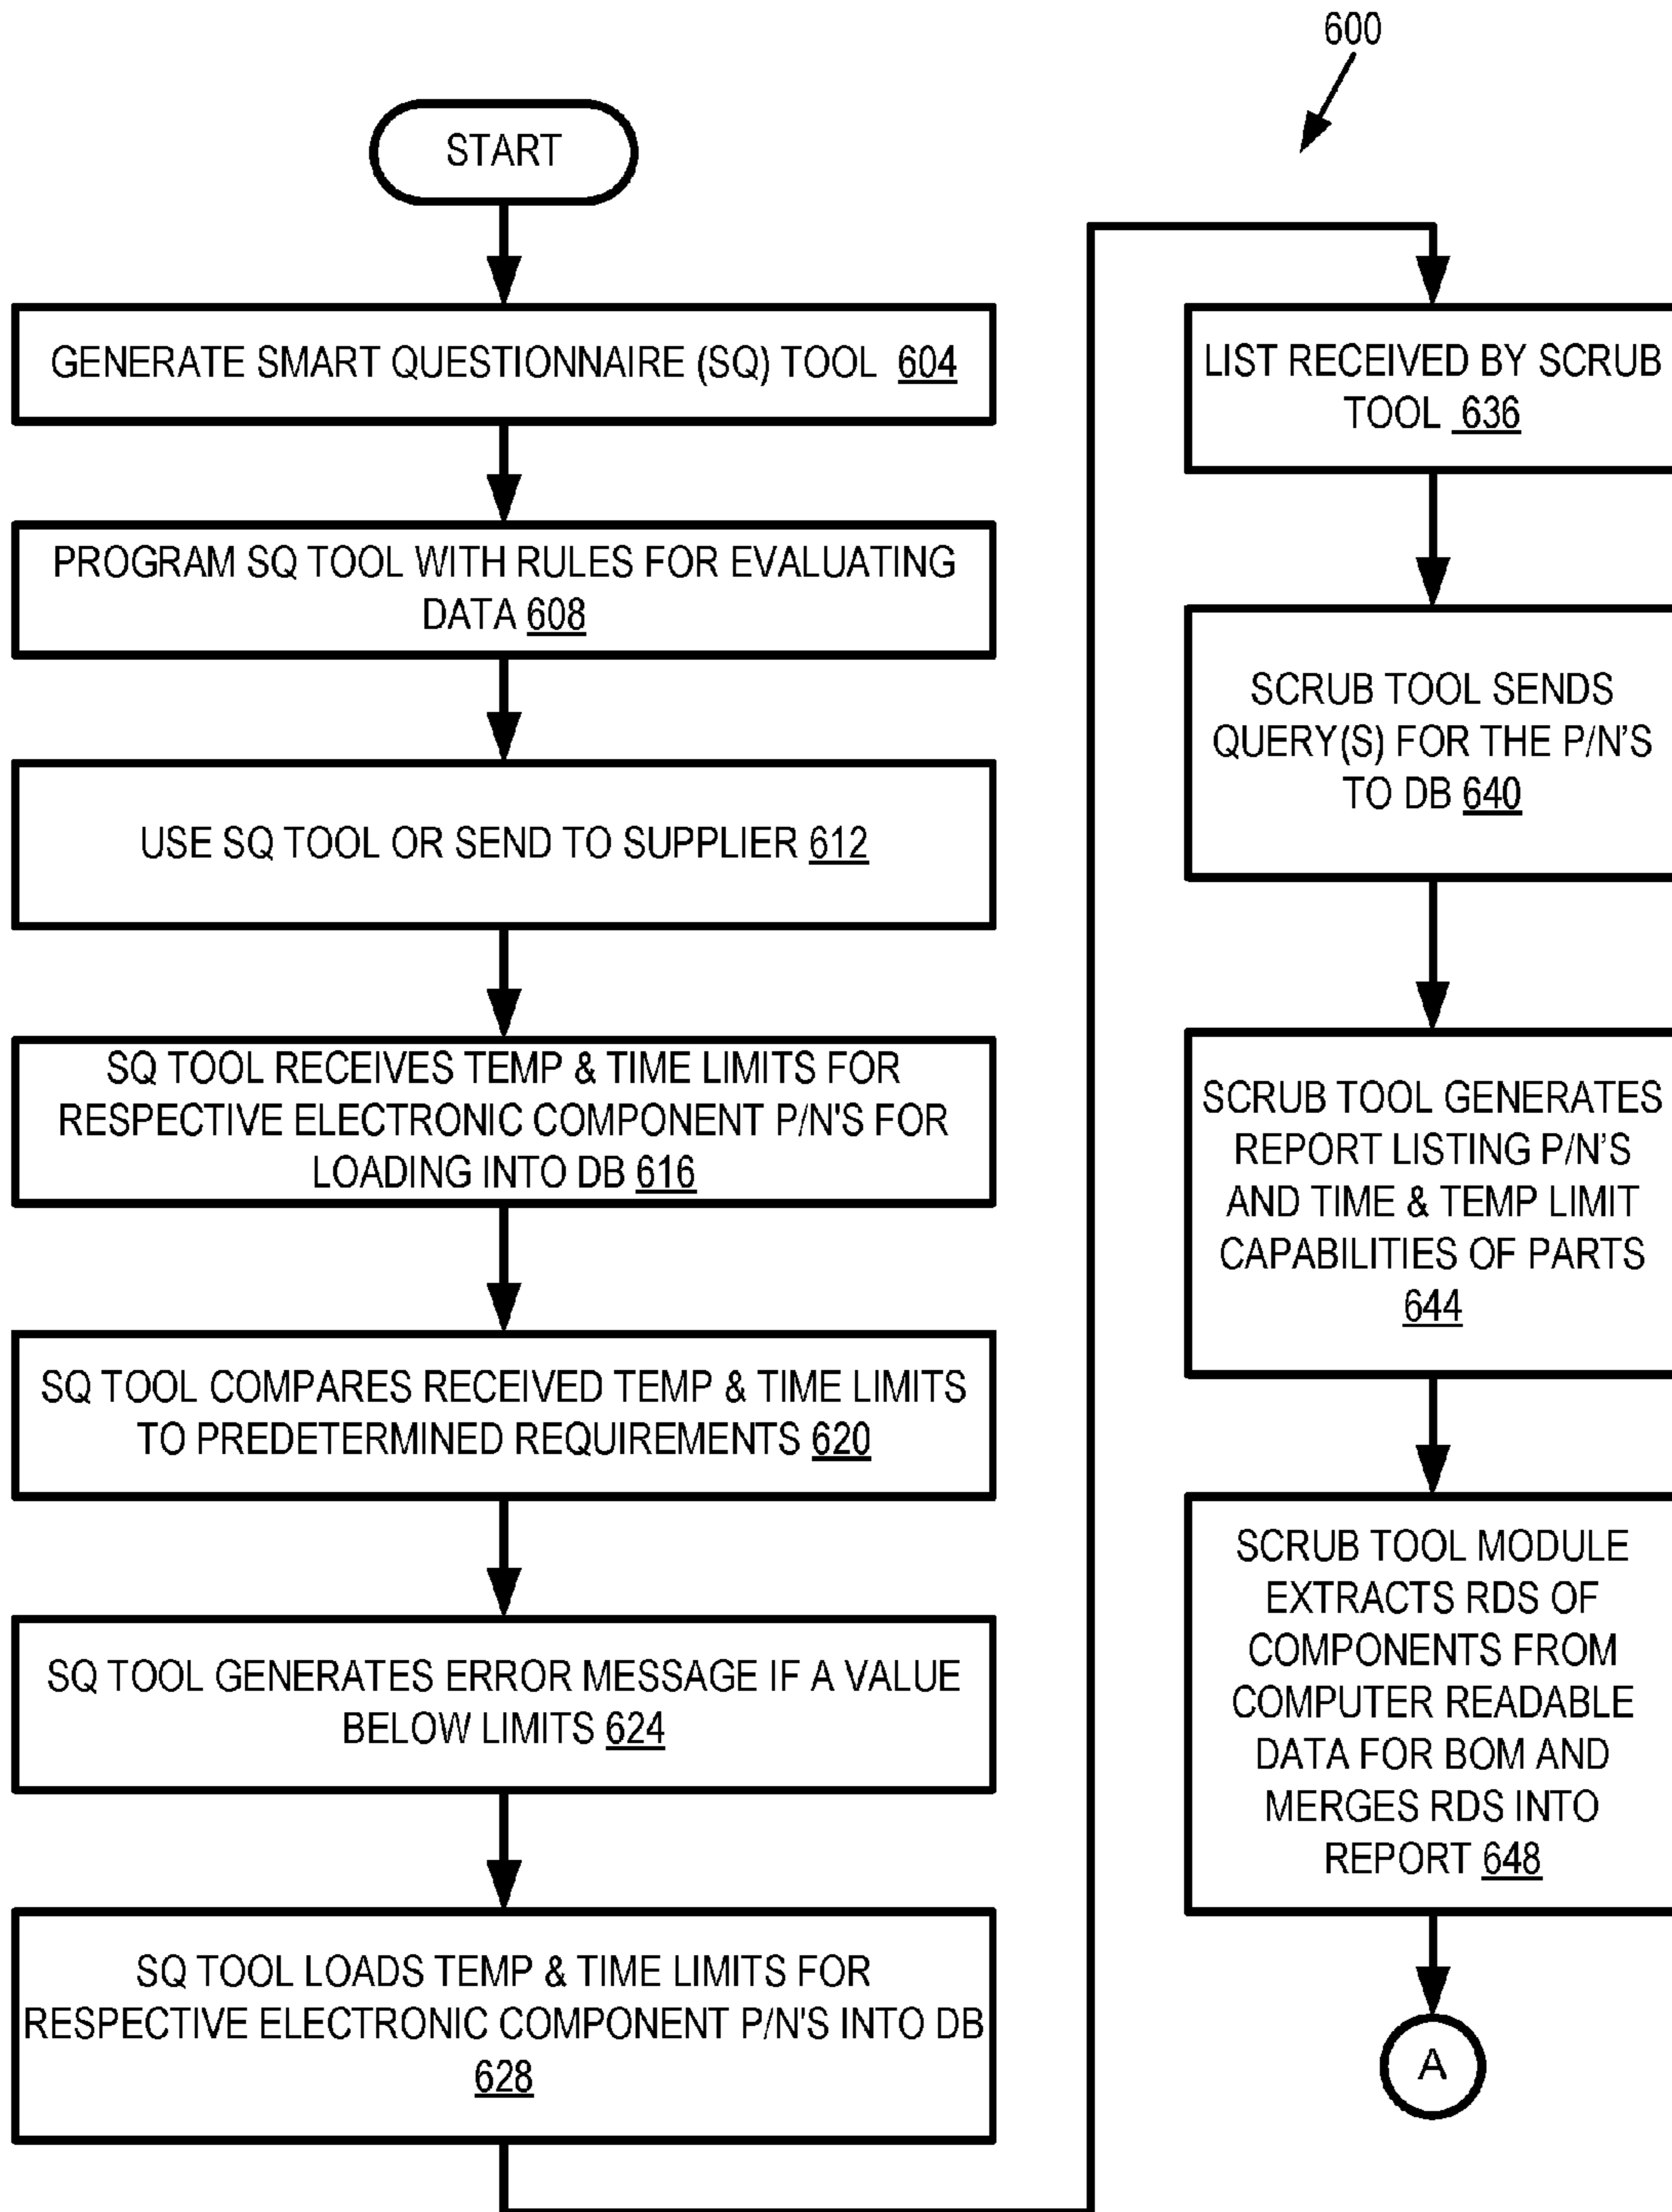 600
START
GENERATE SMART QUESTIONNAIRE (SQ) TOOL 604
PROGRAM SQ TOOL WITH RULES FOR EVALUATING
DATA 608
USE SQ TOOL OR SEND TO SUPPLIER 612
SQ TOOL RECEIVES TEMP & TIME LIMITS FOR
RESPECTIVE ELECTRONIC COMPONENT P/N'S FOR
LOADING INTO DB 616
SQ TOOL COMPARES RECEIVED TEMP & TIME LIMITS
TO PREDETERMINED REQUIREMENTS 620
SQ TOOL GENERATES ERROR MESSAGE IF A VALUE
BELOW LIMITS 624
SQ TOOL LOADS TEMP & TIME LIMITS FOR
RESPECTIVE ELECTRONIC COMPONENT P/N'S INTO DB
628
LIST RECEIVED BY SCRUB
TOOL 636
SCRUB TOOL SENDS
QUERY(S) FOR THE P/N’S
TO DB 640
SCRUB TOOL GENERATES
REPORT LISTING P/N’S
AND TIME & TEMP LIMIT
CAPABILITIES OF PARTS
644
SCRUB TOOL MODULE
EXTRACTS RDS OF
COMPONENTS FROM
COMPUTER READABLE
DATA FOR BOM AND
MERGES RDS INTO
REPORT 648
A